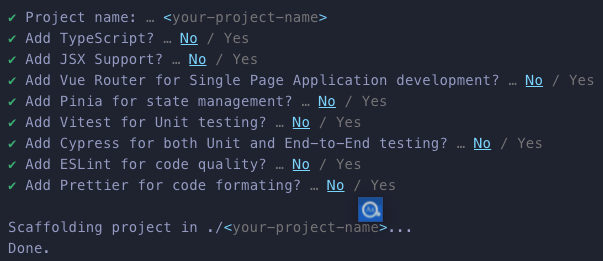 ✔ Project name: … <your-project-name>
✔ Add TypeScript? … No / Yes
✔ Add JSX Support? … No / Yes
✔ Add Vue Router for Single Page Application development? … No / Yes
✔ Add Pinia for state management? … No / Yes
✔ Add Vitest for Unit testing? … No / Yes
✔ Add Cypress for both Unit and End-to-End testing? … No / Yes
✔ Add ESLint for code quality? … No / Yes
✔ Add Prettier for code formating? … No / Yes
Scaffolding project in ./<your-project-name>...
Done.